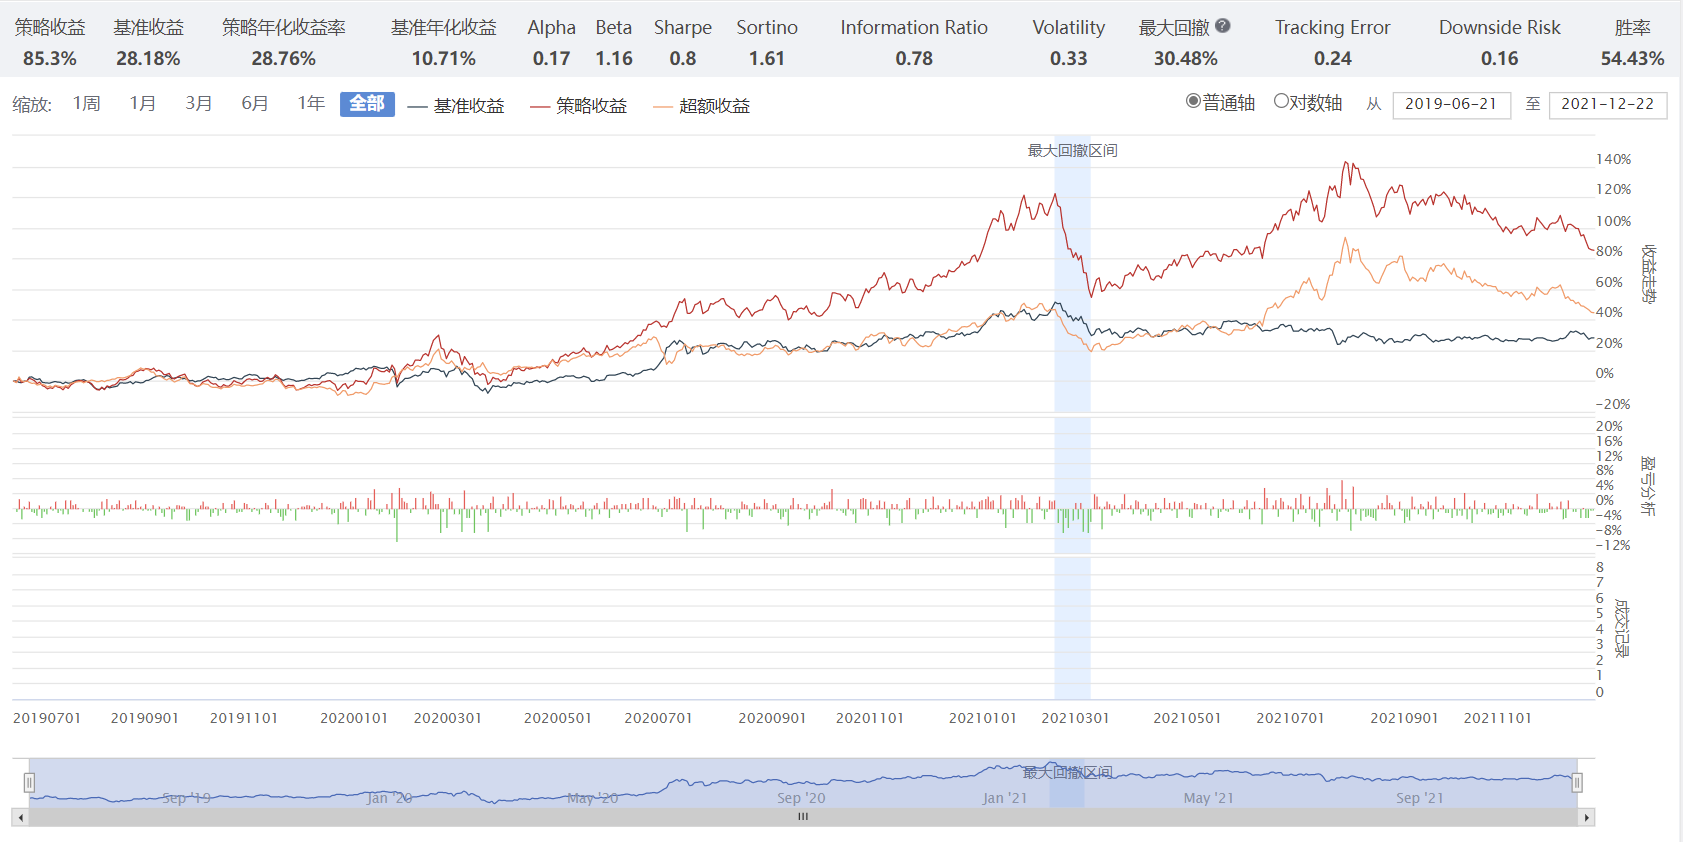 策略收益 基准收益 策略年化收益率 基准年化收益 Alpha Beta Sharpe Sortino Information Ratio Volatility 最大回撤 ? Tracking Error Downside Risk 胜率
85.3% 28.18% 28.76% 10.71% 0.17 1.16 0.8 1.61 0.78 0.33 30.48% 0.24 0.16 54.43%
缩放: 1周 1月 3月 6月 1年 全部 基准收益 策略收益 超额收益 普通轴 对数轴 从 2019-06-21 至 2021-12-22
最大回撤区间
140%
120%
100%
80%
60%
40%
20%
0%
-20%
收益走势
20%
16%
12%
8%
4%
0%
-4%
-8%
-12%
盈亏分析
8
7
6
5
4
3
2
1
0
成交记录
20190701 20190901 20191101 20200101 20200301 20200501 20200701 20200901 20201101 20210101 20210301 20210501 20210701 20210901 20211101
最大回撤区间
Sep '19 Jan '20 May '20 Sep '20 Jan '21 May '21 Sep '21